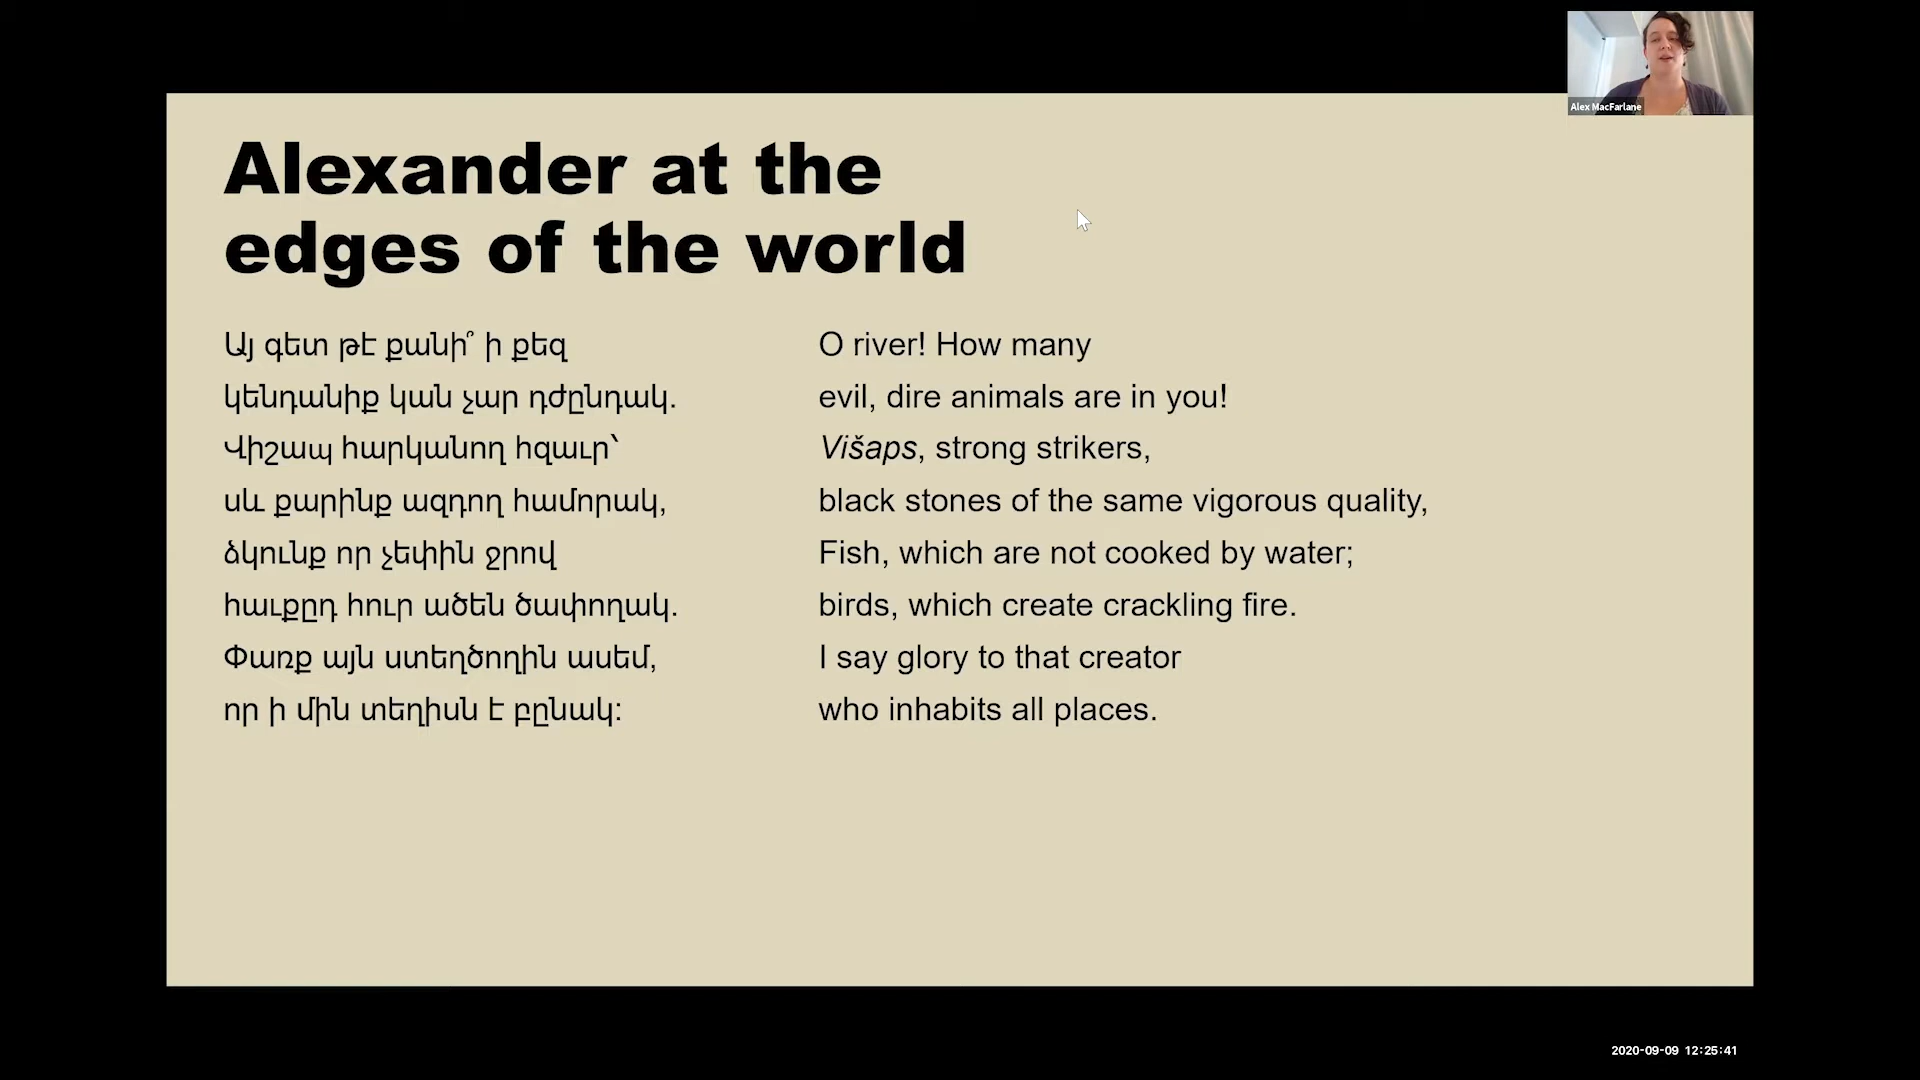 Alex MacFarlane
Alexander at the
edges of the world
Այ գետ թէ քանի՞ ի քեզ
կենդանիք կան չար դժընդակ.
Վիշապ հարկանող հզաւր՝
սև քարինք ազդող համորակ,
ձկունք որ չեփին ջրով
հաւքըդ հուր ածեն ծափողակ.
Փառք այն ստեղծողին ասեմ,
որ ի մին տեղիսն է բընակ:
O river! How many
evil, dire animals are in you!
Višaps, strong strikers,
black stones of the same vigorous quality,
Fish, which are not cooked by water;
birds, which create crackling fire.
I say glory to that creator
who inhabits all places.
2020-09-09 12:25:41